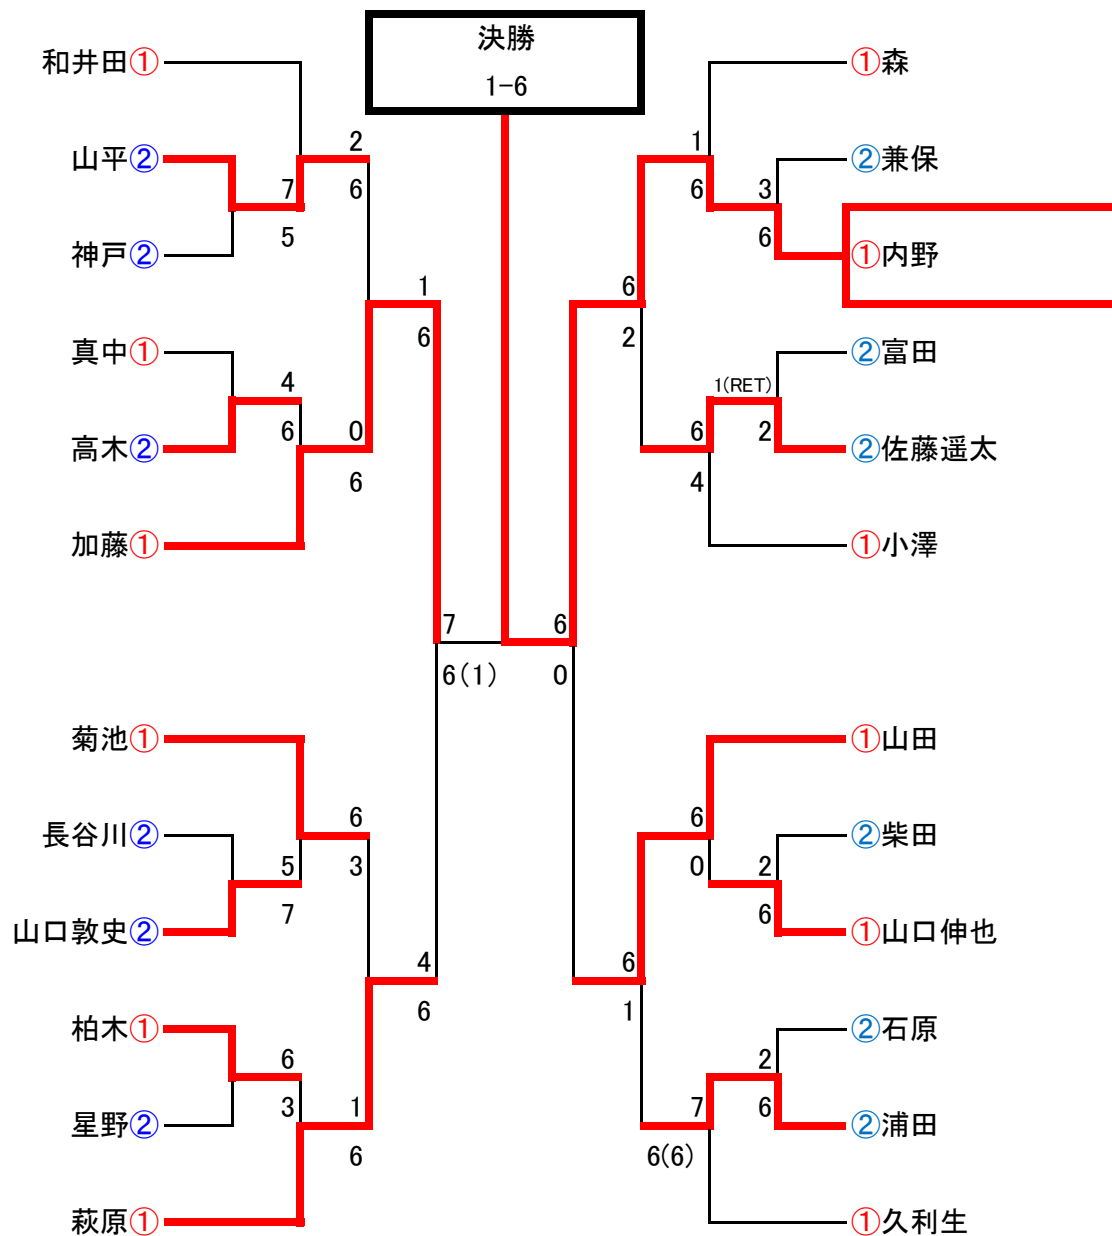 決勝
1-6
和井田①
山平②
神戸②
真中①
高木②
加藤①
菊池①
長谷川②
山口敦史②
柏木①
星野②
萩原①
2
6
7
5
1
6
4
6
0
6
7
6(1)
6
3
5
7
4
6
6
3
1
6
①森
②兼保
①内野
②富田
②佐藤遥太
①小澤
①山田
②柴田
①山口伸也
②石原
②浦田
①久利生
1
6
3
6
6
2
1(RET)
2
6
4
6
0
6
0
2
6
6
1
2
6
7
6(6)